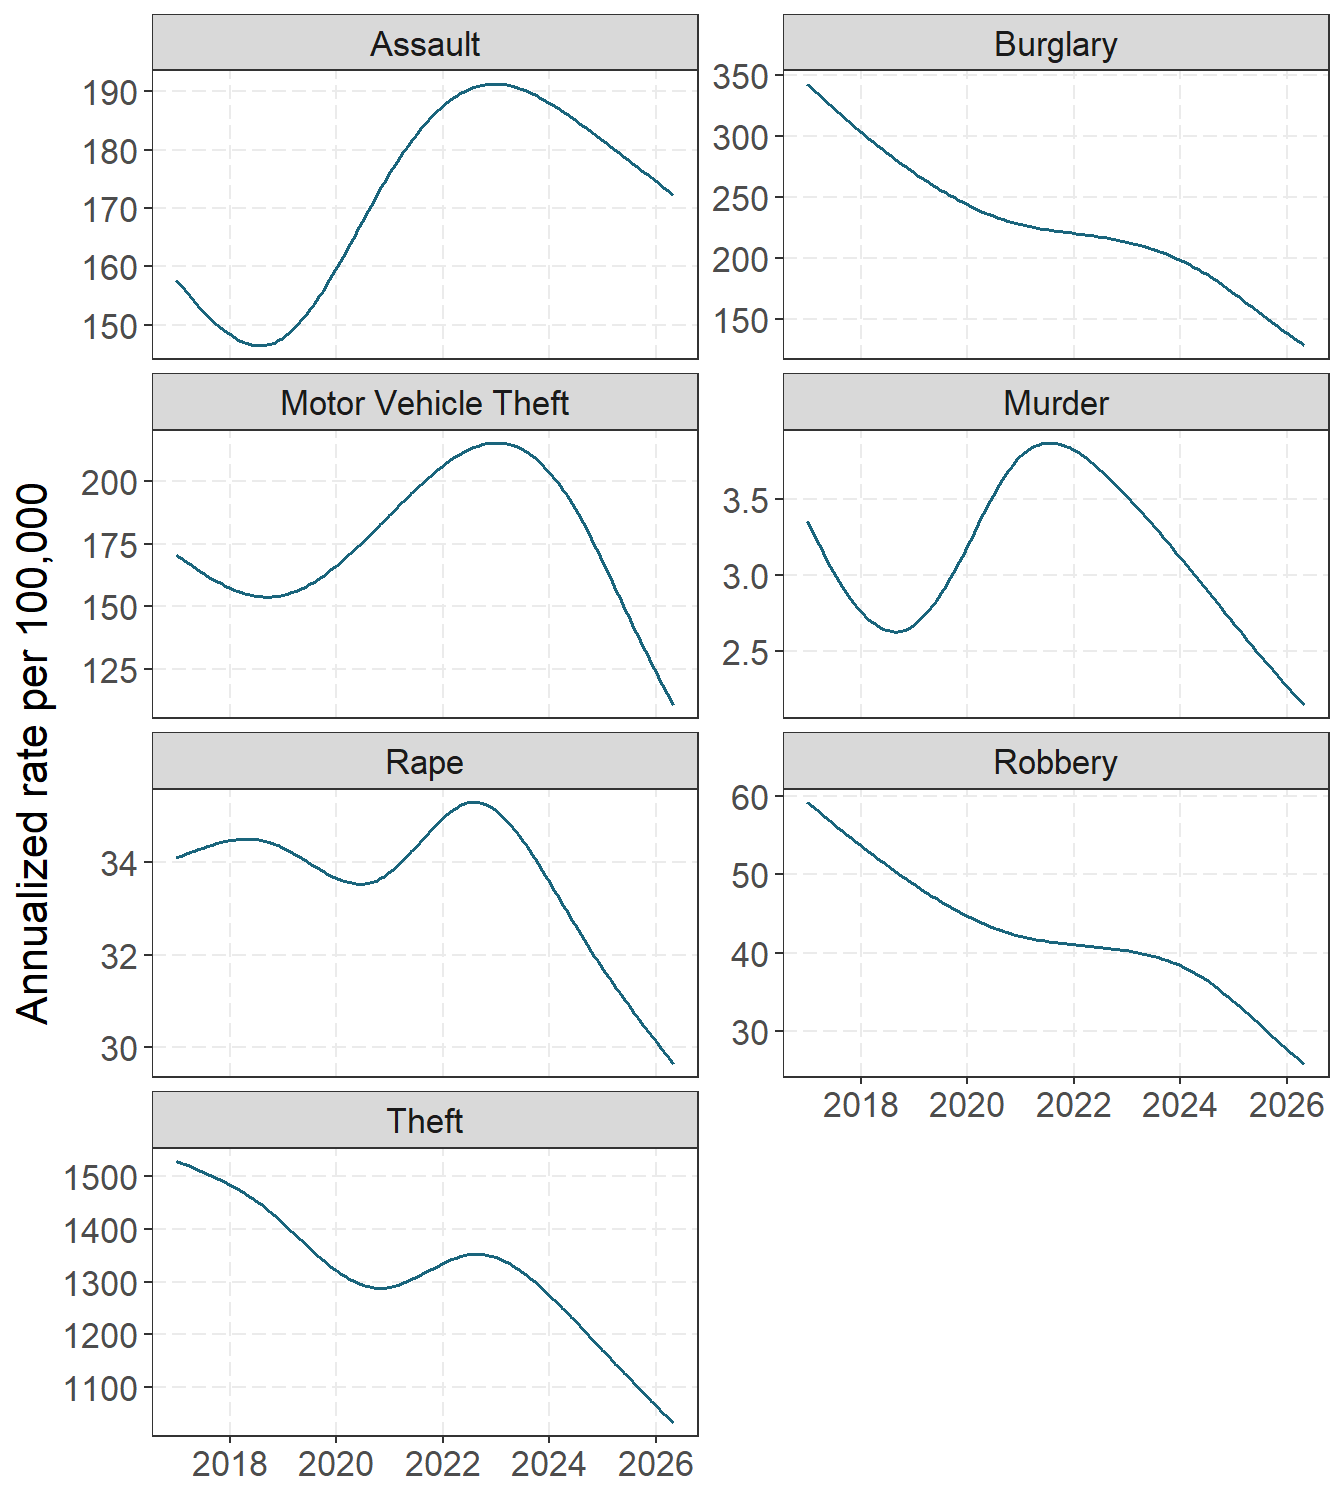 Annualized rate per 100,000
Assault
190
180
170
160
150
Burglary
350
300
250
200
150
Motor Vehicle Theft
200
175
150
125
Murder
3.5
3.0
2.5
Rape
34
32
30
Robbery
60
50
40
30
2018 2020 2022 2024 2026
Theft
1500
1400
1300
1200
1100
2018 2020 2022 2024 2026